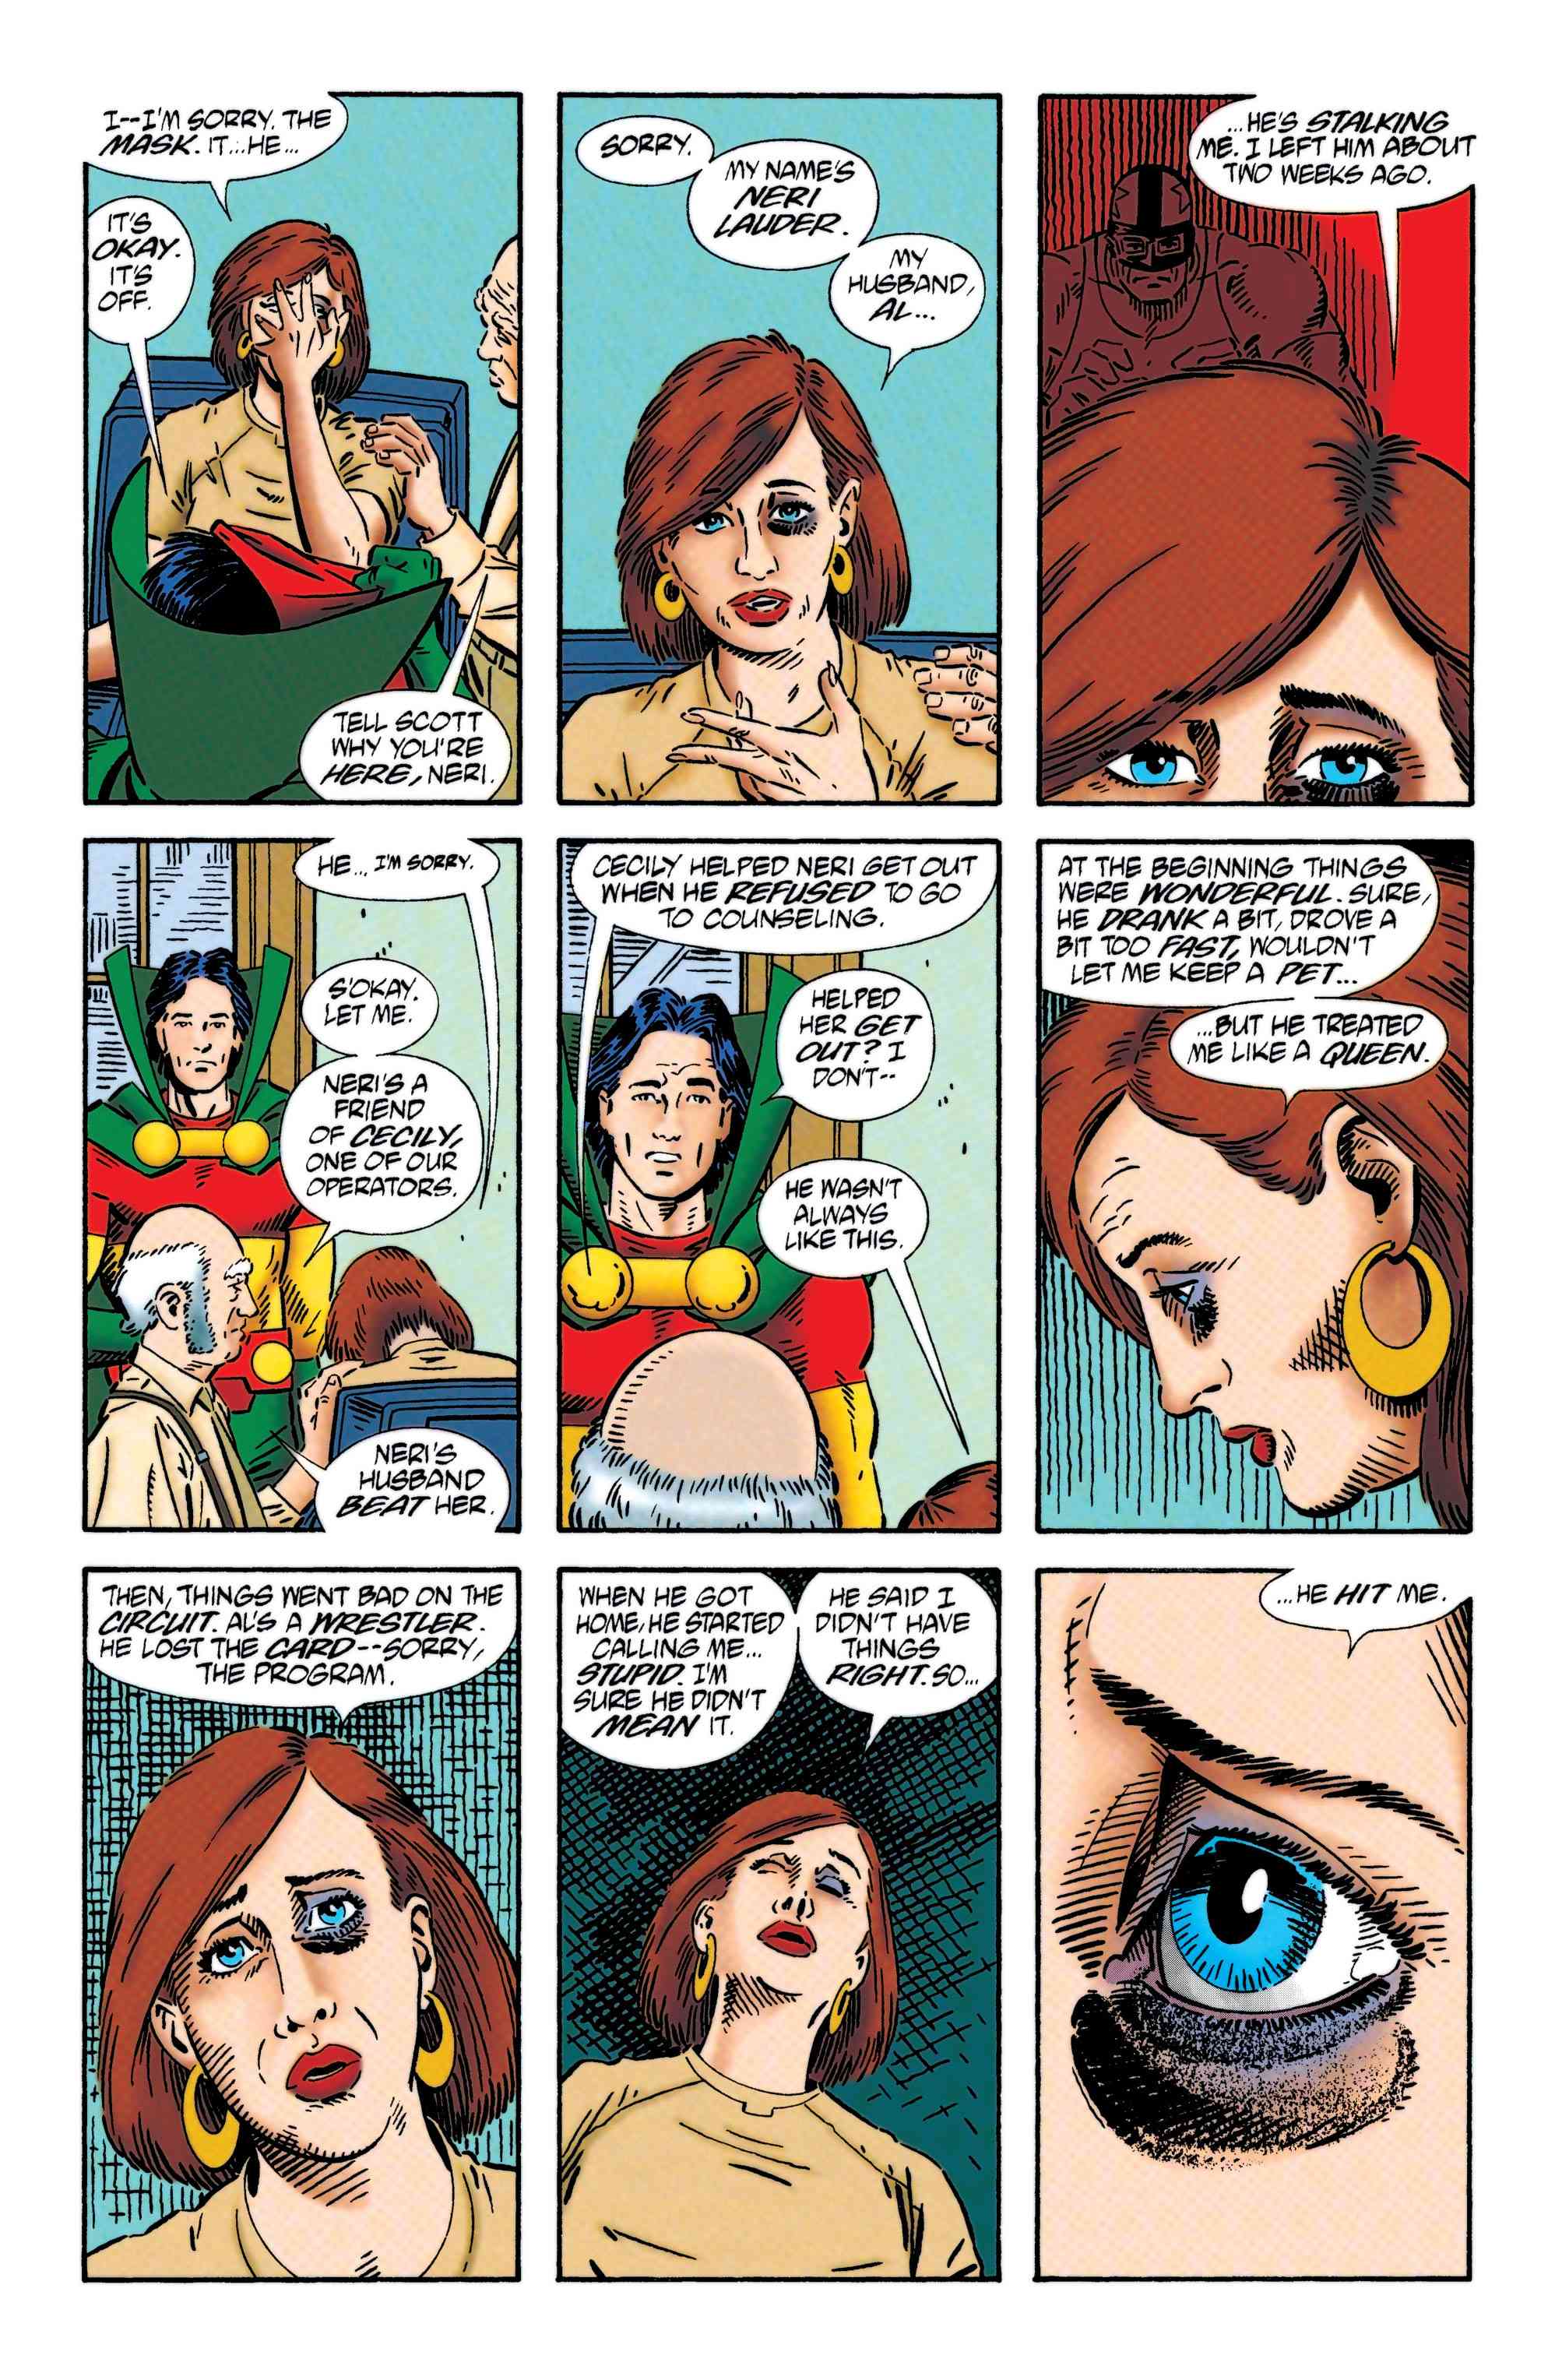 I--I'M SORRY. THE
MASK. IT...HE...
IT'S
OKAY.
IT'S
OFF.
TELL SCOTT
WHY YOU'RE
HERE, NERI.
SORRY.
MY NAME'S
NERI
LAUDER.
MY
HUSBAND,
AL...
...HE'S STALKING
ME. I LEFT HIM ABOUT
TWO WEEKS AGO.
HE... I'M SORRY.
S'OKAY.
LET ME.
NERI'S A
FRIEND
OF CECILY,
ONE OF OUR
OPERATORS.
NERI'S
HUSBAND
BEAT HER.
CECILY HELPED NERI GET OUT
WHEN HE REFUSED TO GO
TO COUNSELING.
HELPED
HER GET
OUT? I
DON'T--
HE WASN'T
ALWAYS
LIKE THIS.
AT THE BEGINNING THINGS
WERE WONDERFUL. SURE,
HE DRANK A BIT, DROVE A
BIT TOO FAST, WOULDN'T
LET ME KEEP A PET...
...BUT HE TREATED
ME LIKE A QUEEN.
THEN, THINGS WENT BAD ON THE
CIRCUIT. AL'S A WRESTLER.
HE LOST THE CARD--SORRY,
THE PROGRAM.
WHEN HE GOT
HOME, HE STARTED
CALLING ME...
STUPID. I'M
SURE HE DIDN'T
MEAN IT.
HE SAID I
DIDN'T HAVE
THINGS
RIGHT. SO...
...HE HIT ME.